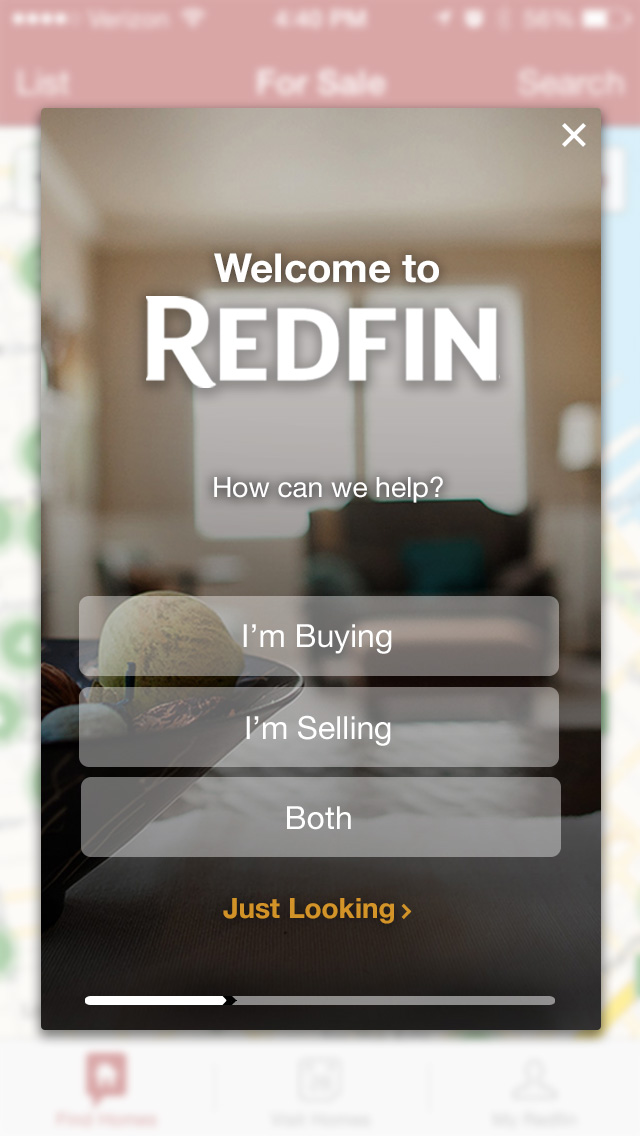 Verizon 4:40 PM 56%
List For Sale Search
Welcome to
REDFIN
How can we help?
I'm Buying
I'm Selling
Both
Just Looking ›
Find Homes Visit Homes My Redfin